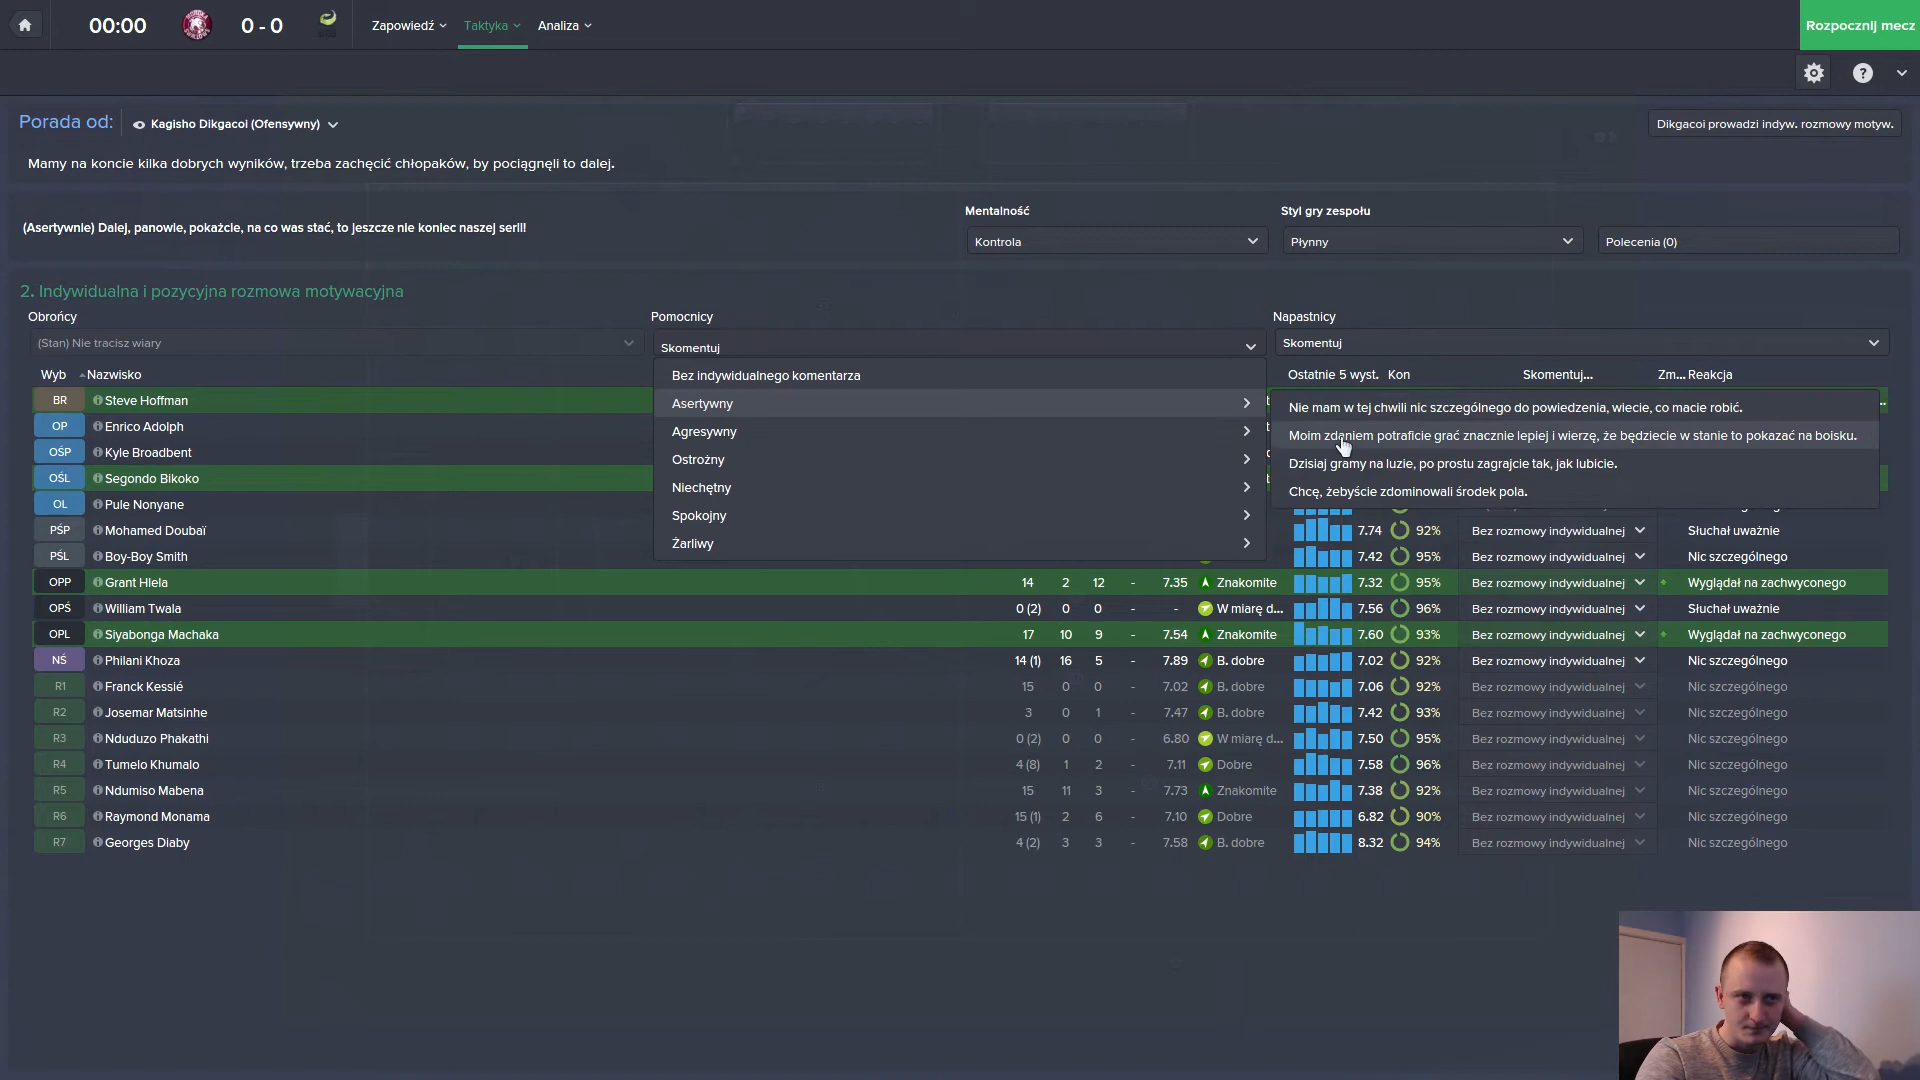 00:00 0 - 0 Zapowiedź Taktyka Analiza Rozpocznij mecz
Porada od: Kagisho Dikgacoi (Ofensywny) Dikgacoi prowadzi indyw. rozmowy motyw.
Mamy na koncie kilka dobrych wyników, trzeba zachęcić chłopaków, by pociągnęli to dalej.
Mentalność Styl gry zespołu
(Asertywnie) Dalej, panowie, pokażcie, na co was stać, to jeszcze nie koniec naszej serii!
Kontrola Płynny Polecenia (0)
2. Indywidualna i pozycyjna rozmowa motywacyjna
Obrońcy Pomocnicy Napastnicy
(Stan) Nie tracisz wiary Skomentuj Skomentuj
Wyb Nazwisko Bez indywidualnego komentarza Ostatnie 5 wyst. Kon Skomentuj... Zm... Reakcja
BR Steve Hoffman Asertywny Nie mam w tej chwili nic szczególnego do powiedzenia, wiecie, co macie robić.
OP Enrico Adolph Agresywny Moim zdaniem potraficie grać znacznie lepiej i wierzę, że będziecie w stanie to pokazać na boisku.
OŚP Kyle Broadbent Ostrożny Dzisiaj gramy na luzie, po prostu zagrajcie tak, jak lubicie.
OŚL Segondo Bikoko Niechętny Chcę, żebyście zdominowali środek pola.
OL Pule Nonyane Spokojny
PŚP Mohamed Doubaï Żarliwy 7.74 92% Bez rozmowy indywidualnej Słuchał uważnie
PŚL Boy-Boy Smith 7.42 95% Bez rozmowy indywidualnej Nic szczególnego
OPP Grant Hlela 14 2 12 - 7.35 Znakomite 7.32 95% Bez rozmowy indywidualnej Wyglądał na zachwyconego
OPŚ William Twala 0 (2) 0 0 - - W miarę d... 7.56 96% Bez rozmowy indywidualnej Słuchał uważnie
OPL Siyabonga Machaka 17 10 9 - 7.54 Znakomite 7.60 93% Bez rozmowy indywidualnej Wyglądał na zachwyconego
NŚ Philani Khoza 14 (1) 16 5 - 7.89 B. dobre 7.02 92% Bez rozmowy indywidualnej Nic szczególnego
R1 Franck Kessié 15 0 0 - 7.02 B. dobre 7.06 92% Bez rozmowy indywidualnej Nic szczególnego
R2 Josemar Matsinhe 3 0 1 - 7.47 B. dobre 7.42 93% Bez rozmowy indywidualnej Nic szczególnego
R3 Nduduzo Phakathi 0 (2) 0 0 - 6.80 W miarę d... 7.50 95% Bez rozmowy indywidualnej Nic szczególnego
R4 Tumelo Khumalo 4 (8) 1 2 - 7.11 Dobre 7.58 96% Bez rozmowy indywidualnej Nic szczególnego
R5 Ndumiso Mabena 15 11 3 - 7.73 Znakomite 7.38 92% Bez rozmowy indywidualnej Nic szczególnego
R6 Raymond Monama 15 (1) 2 6 - 7.10 Dobre 6.82 90% Bez rozmowy indywidualnej Nic szczególnego
R7 Georges Diaby 4 (2) 3 3 - 7.58 B. dobre 8.32 94% Bez rozmowy indywidualnej Nic szczególnego